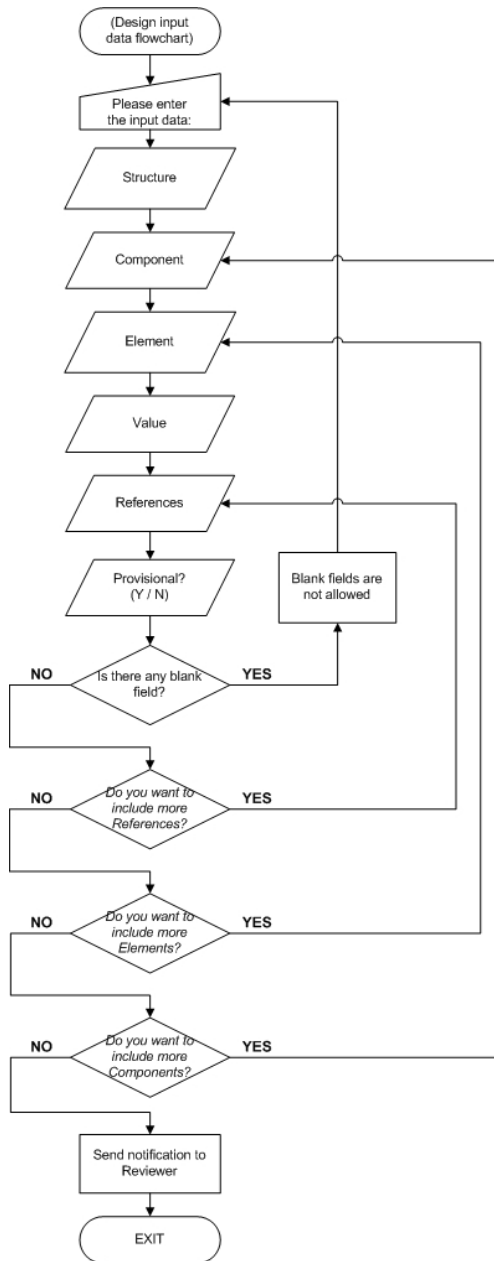 (Design input
data flowchart)
Please enter
the input data:
Structure
Component
Element
Value
References
Provisional?
(Y / N)
Blank fields are
not allowed
NO
Is there any blank
field?
YES
NO
Do you want to
include more
References?
YES
NO
Do you want to
include more
Elements?
YES
NO
Do you want to
include more
Components?
YES
Send notification to
Reviewer
EXIT